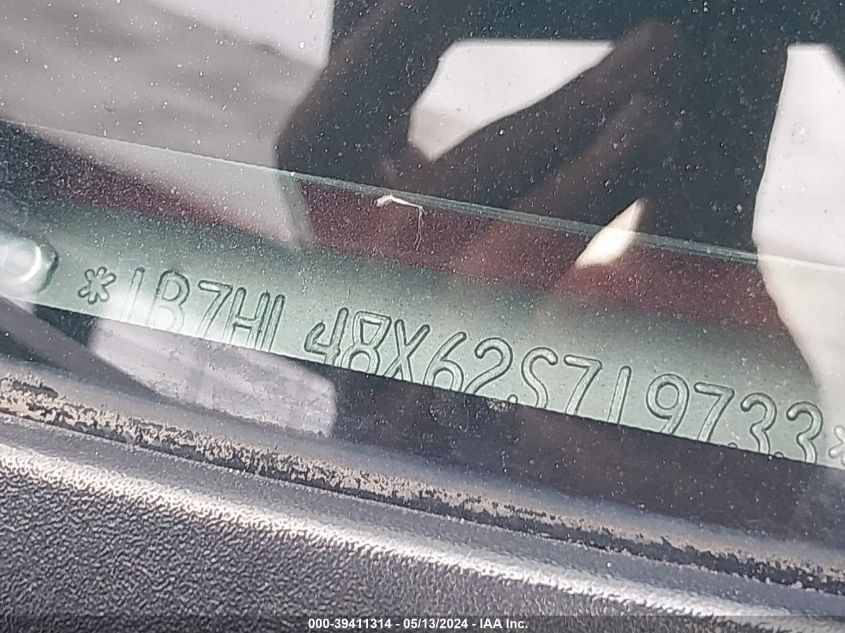 *1B7HL48X62S719733*
000-39411314 - 05/13/2024 - IAA Inc.